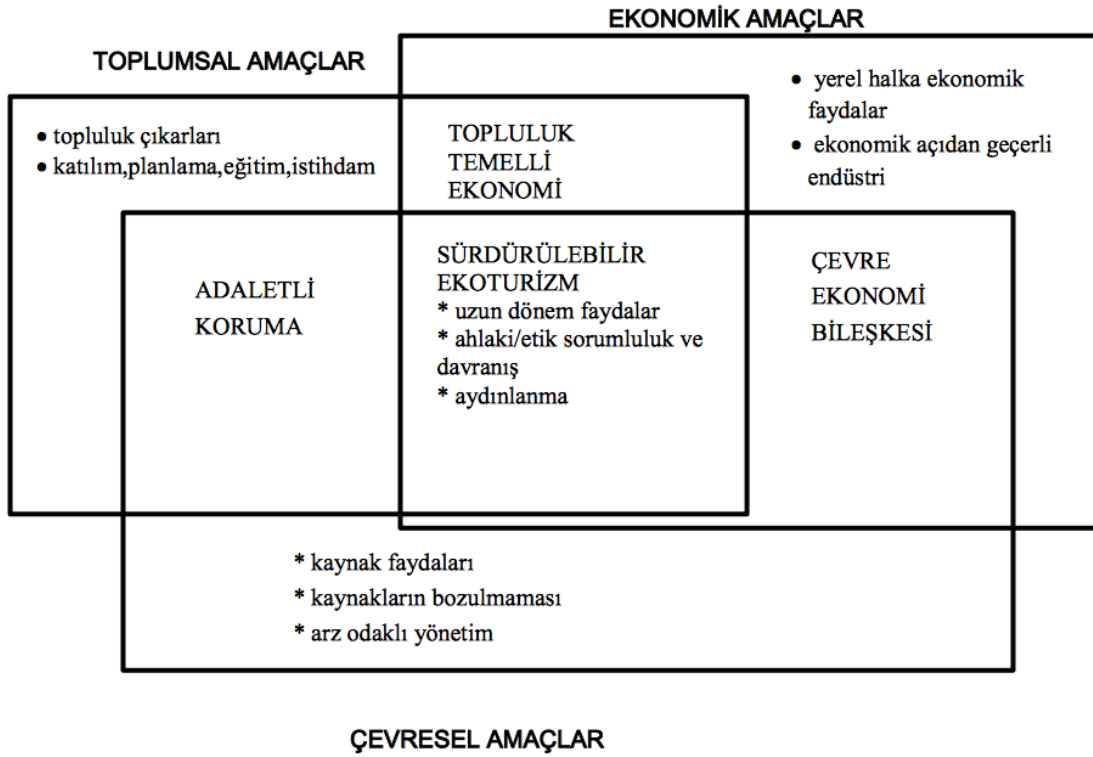 EKONOMİK AMAÇLAR
TOPLUMSAL AMAÇLAR
• yerel halka ekonomik
faydalar
• ekonomik açıdan geçerli
endüstri
• topluluk çıkarları
• katılım,planlama,eğitim,istihdam
TOPLULUK
TEMELLİ
EKONOMİ
SÜRDÜRÜLEBİLİR
EKOTURİZM
* uzun dönem faydalar
* ahlaki/etik sorumluluk ve
davranış
* aydınlanma
ADALETLİ
KORUMA
ÇEVRE
EKONOMİ
BİLEŞKESİ
* kaynak faydaları
* kaynakların bozulmaması
* arz odaklı yönetim
ÇEVRESEL AMAÇLAR